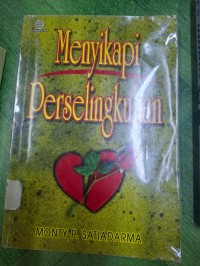 Menyikapi
Perselingkuhan
MONTY P. SATIADARMA